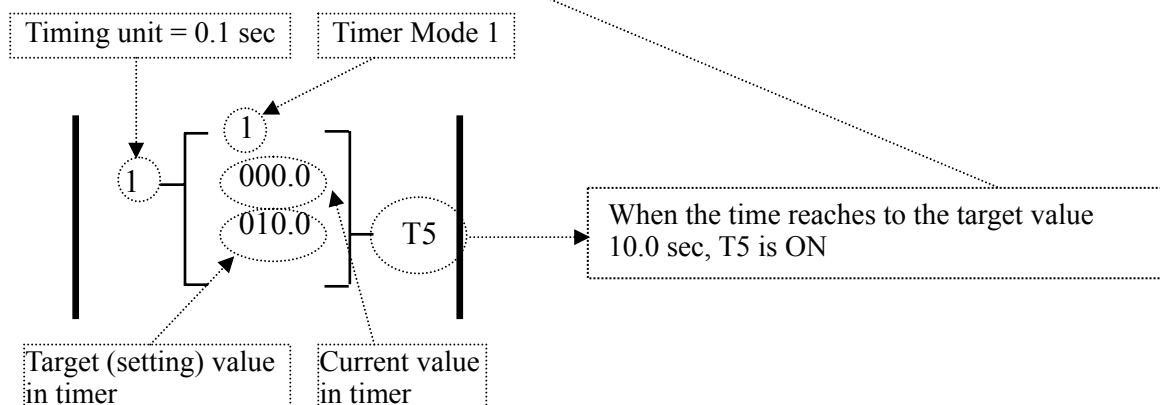 Timing unit = 0.1 sec
Timer Mode 1
1
1
000.0
010.0
T5
When the time reaches to the target value
10.0 sec, T5 is ON
Target (setting) value
in timer
Current value
in timer